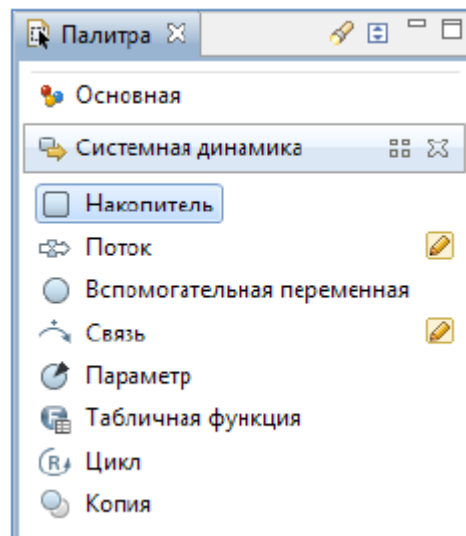 Палитра
Основная
Системная динамика
Накопитель
Поток
Вспомогательная переменная
Связь
Параметр
Табличная функция
Цикл
Копия